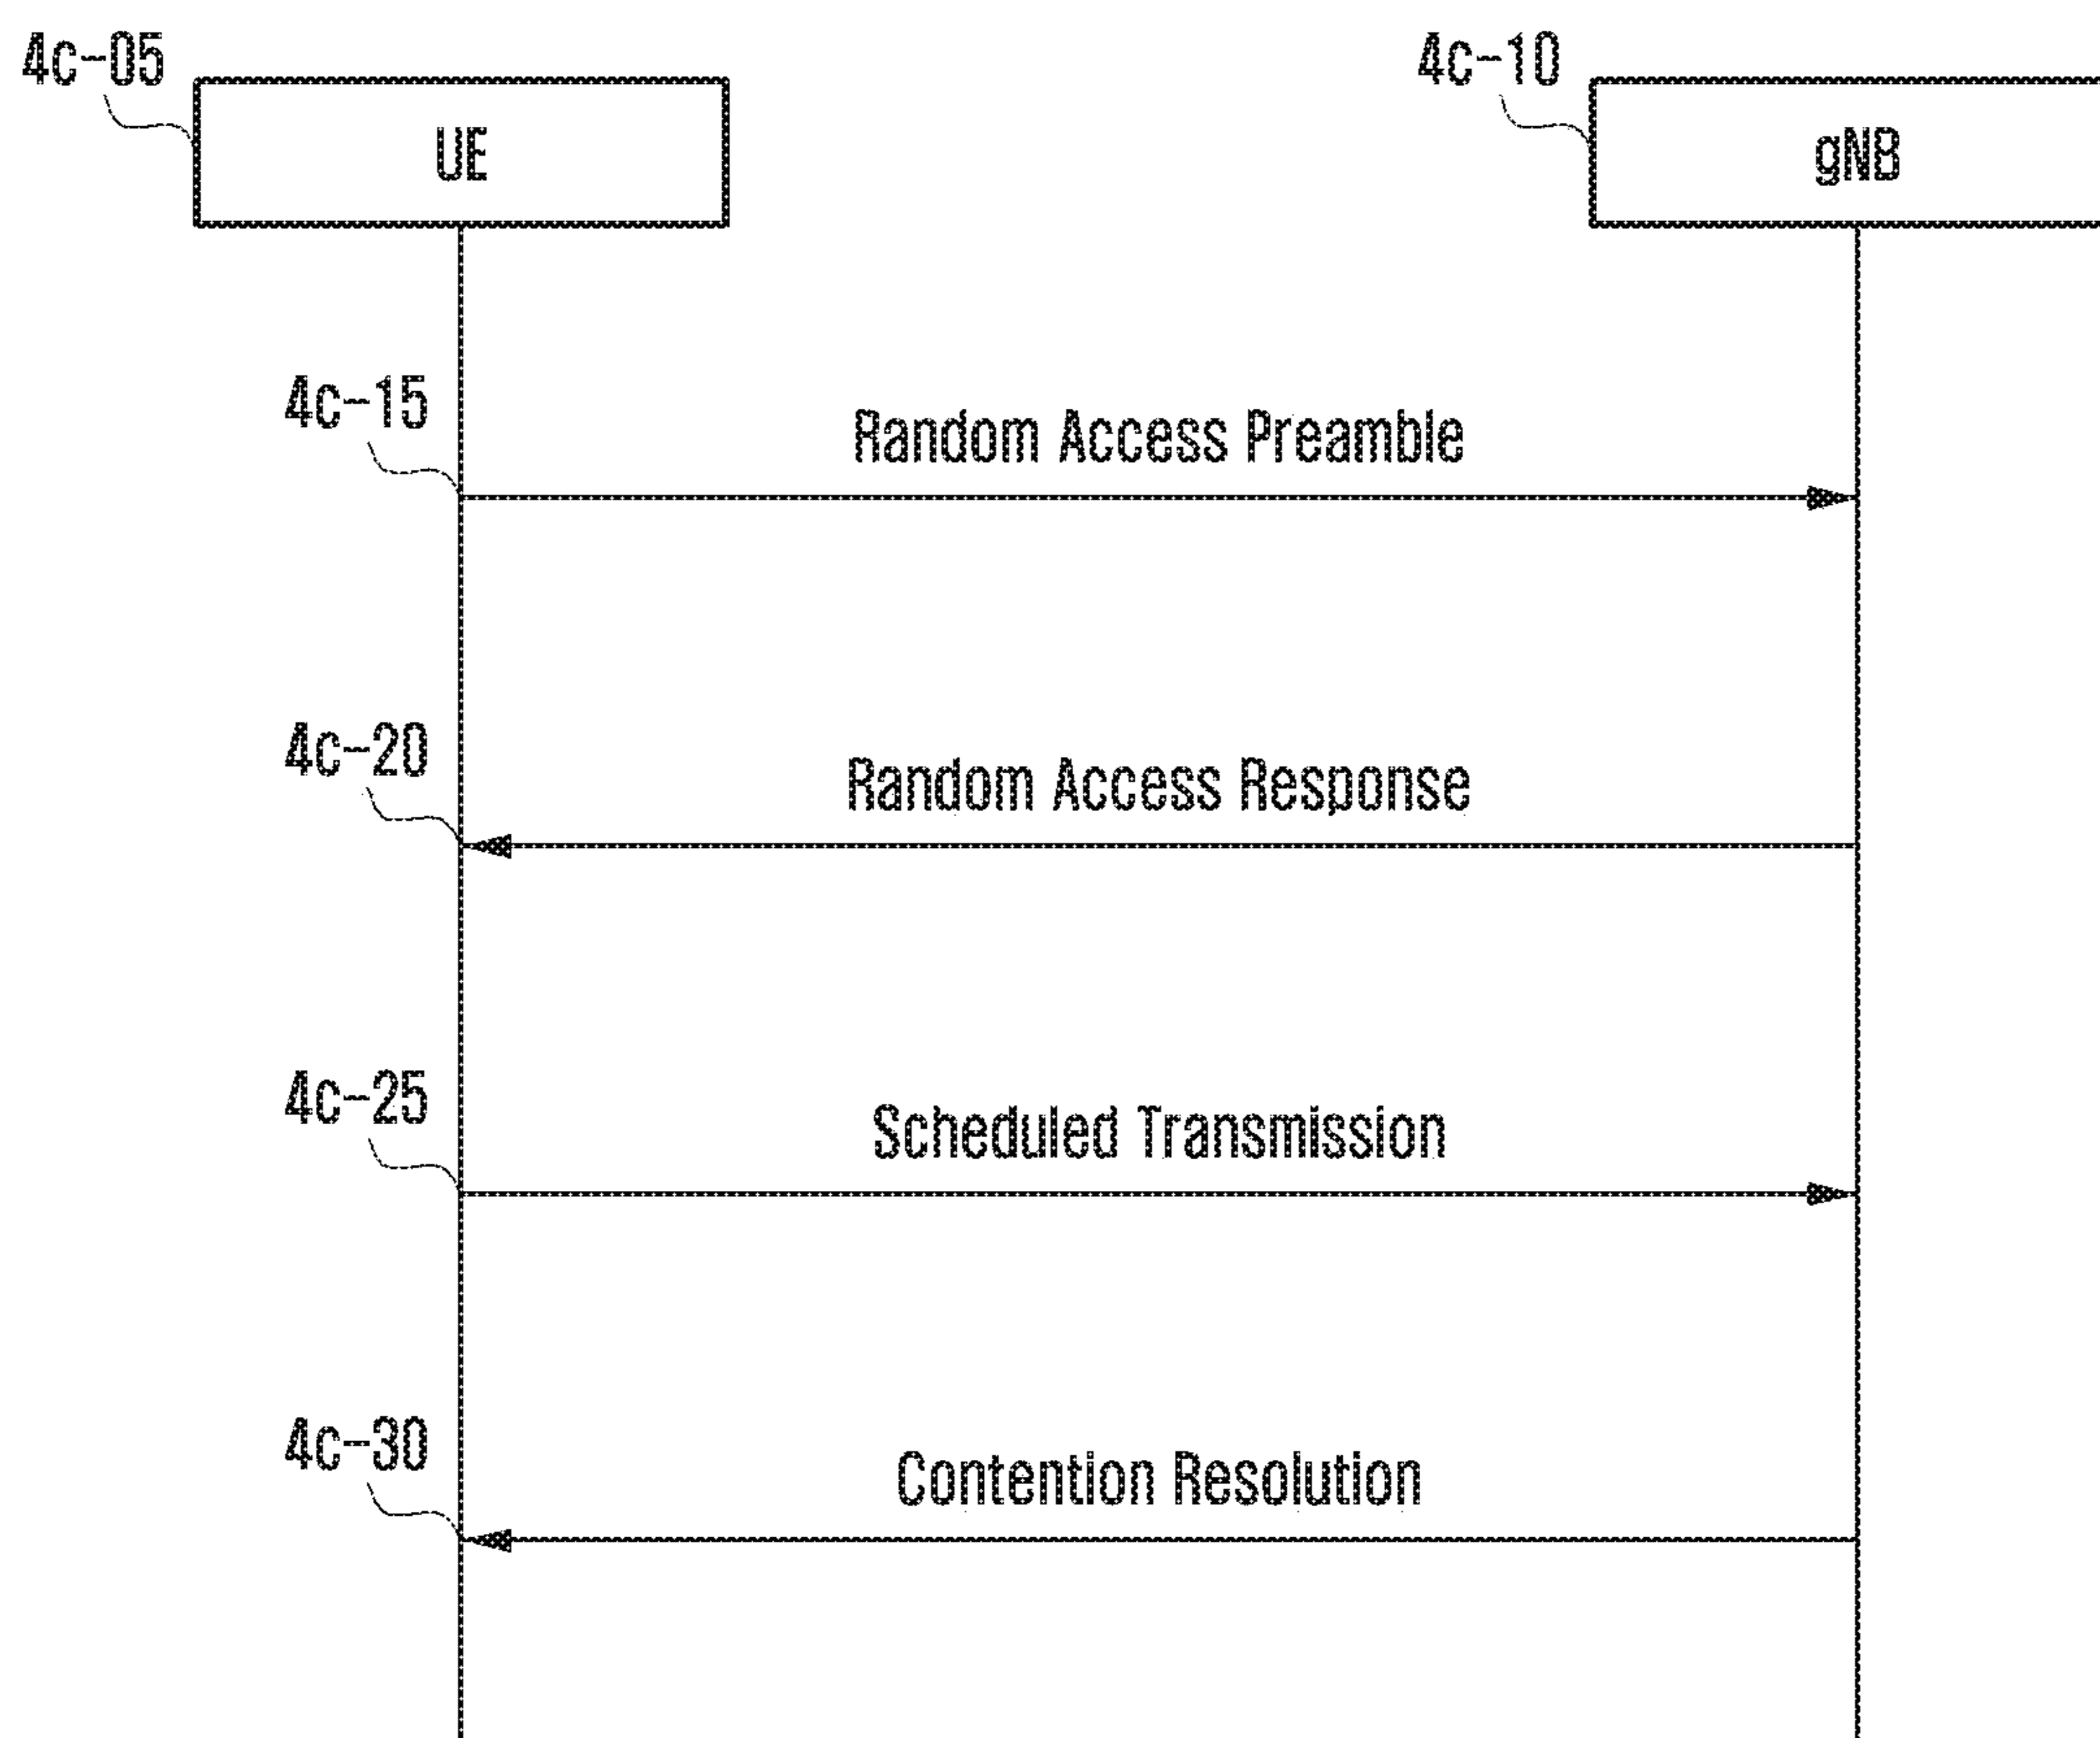 4c-05
UE
4c-10
gNB
4c-15
Random Access Preamble
4c-20
Random Access Response
4c-25
Scheduled Transmission
4c-30
Contention Resolution